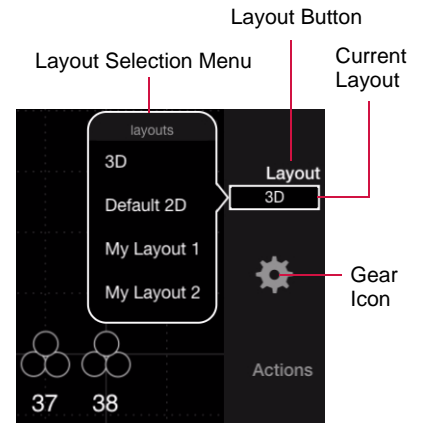 Layout Button
Layout Selection Menu
Current
Layout
layouts
3D
Default 2D
My Layout 1
My Layout 2
Layout
3D
Gear
Icon
Actions
37 38